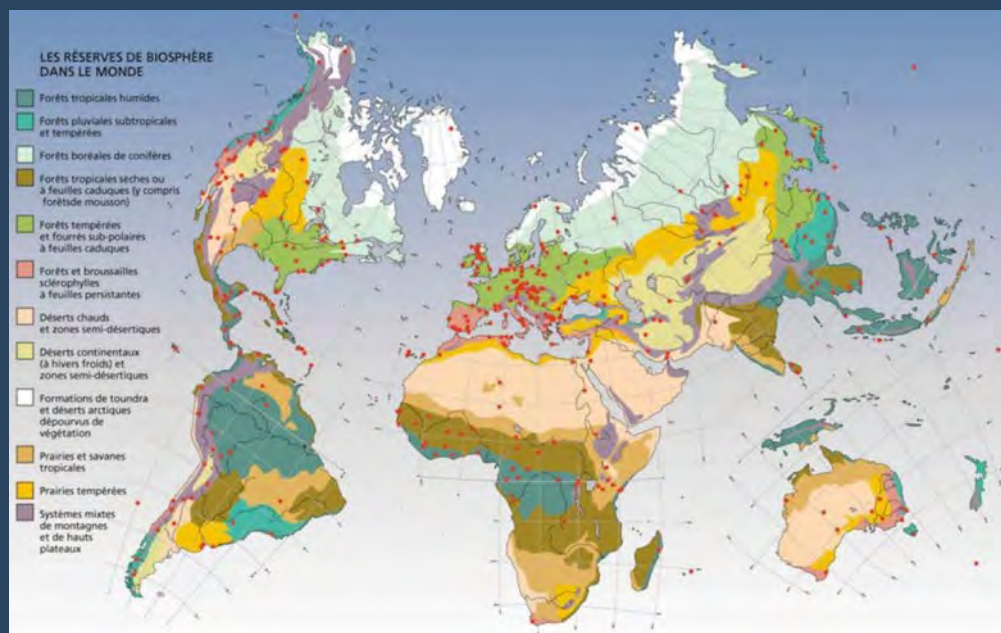 LES RÉSERVES DE BIOSPHÈRE
DANS LE MONDE
Forêts tropicales humides
Forêts pluviales subtropicales
et tempérées
Forêts boréales de conifères
Forêts tropicales sèches ou
à feuilles caduques (y compris
forêtsde mousson)
Forêts tempérées
et fourrés sub-polaires
à feuilles caduques
Forêts et broussailles
sclérophylles
à feuilles persistantes
Déserts chauds
et zones semi-désertiques
Déserts continentaux
(à hivers froids) et
zones semi-désertiques
Formations de toundra
et déserts arctiques
dépourvus de
végétation
Prairies et savanes
tropicales
Prairies tempérées
Systèmes mixtes
de montagnes
et de hauts
plateaux